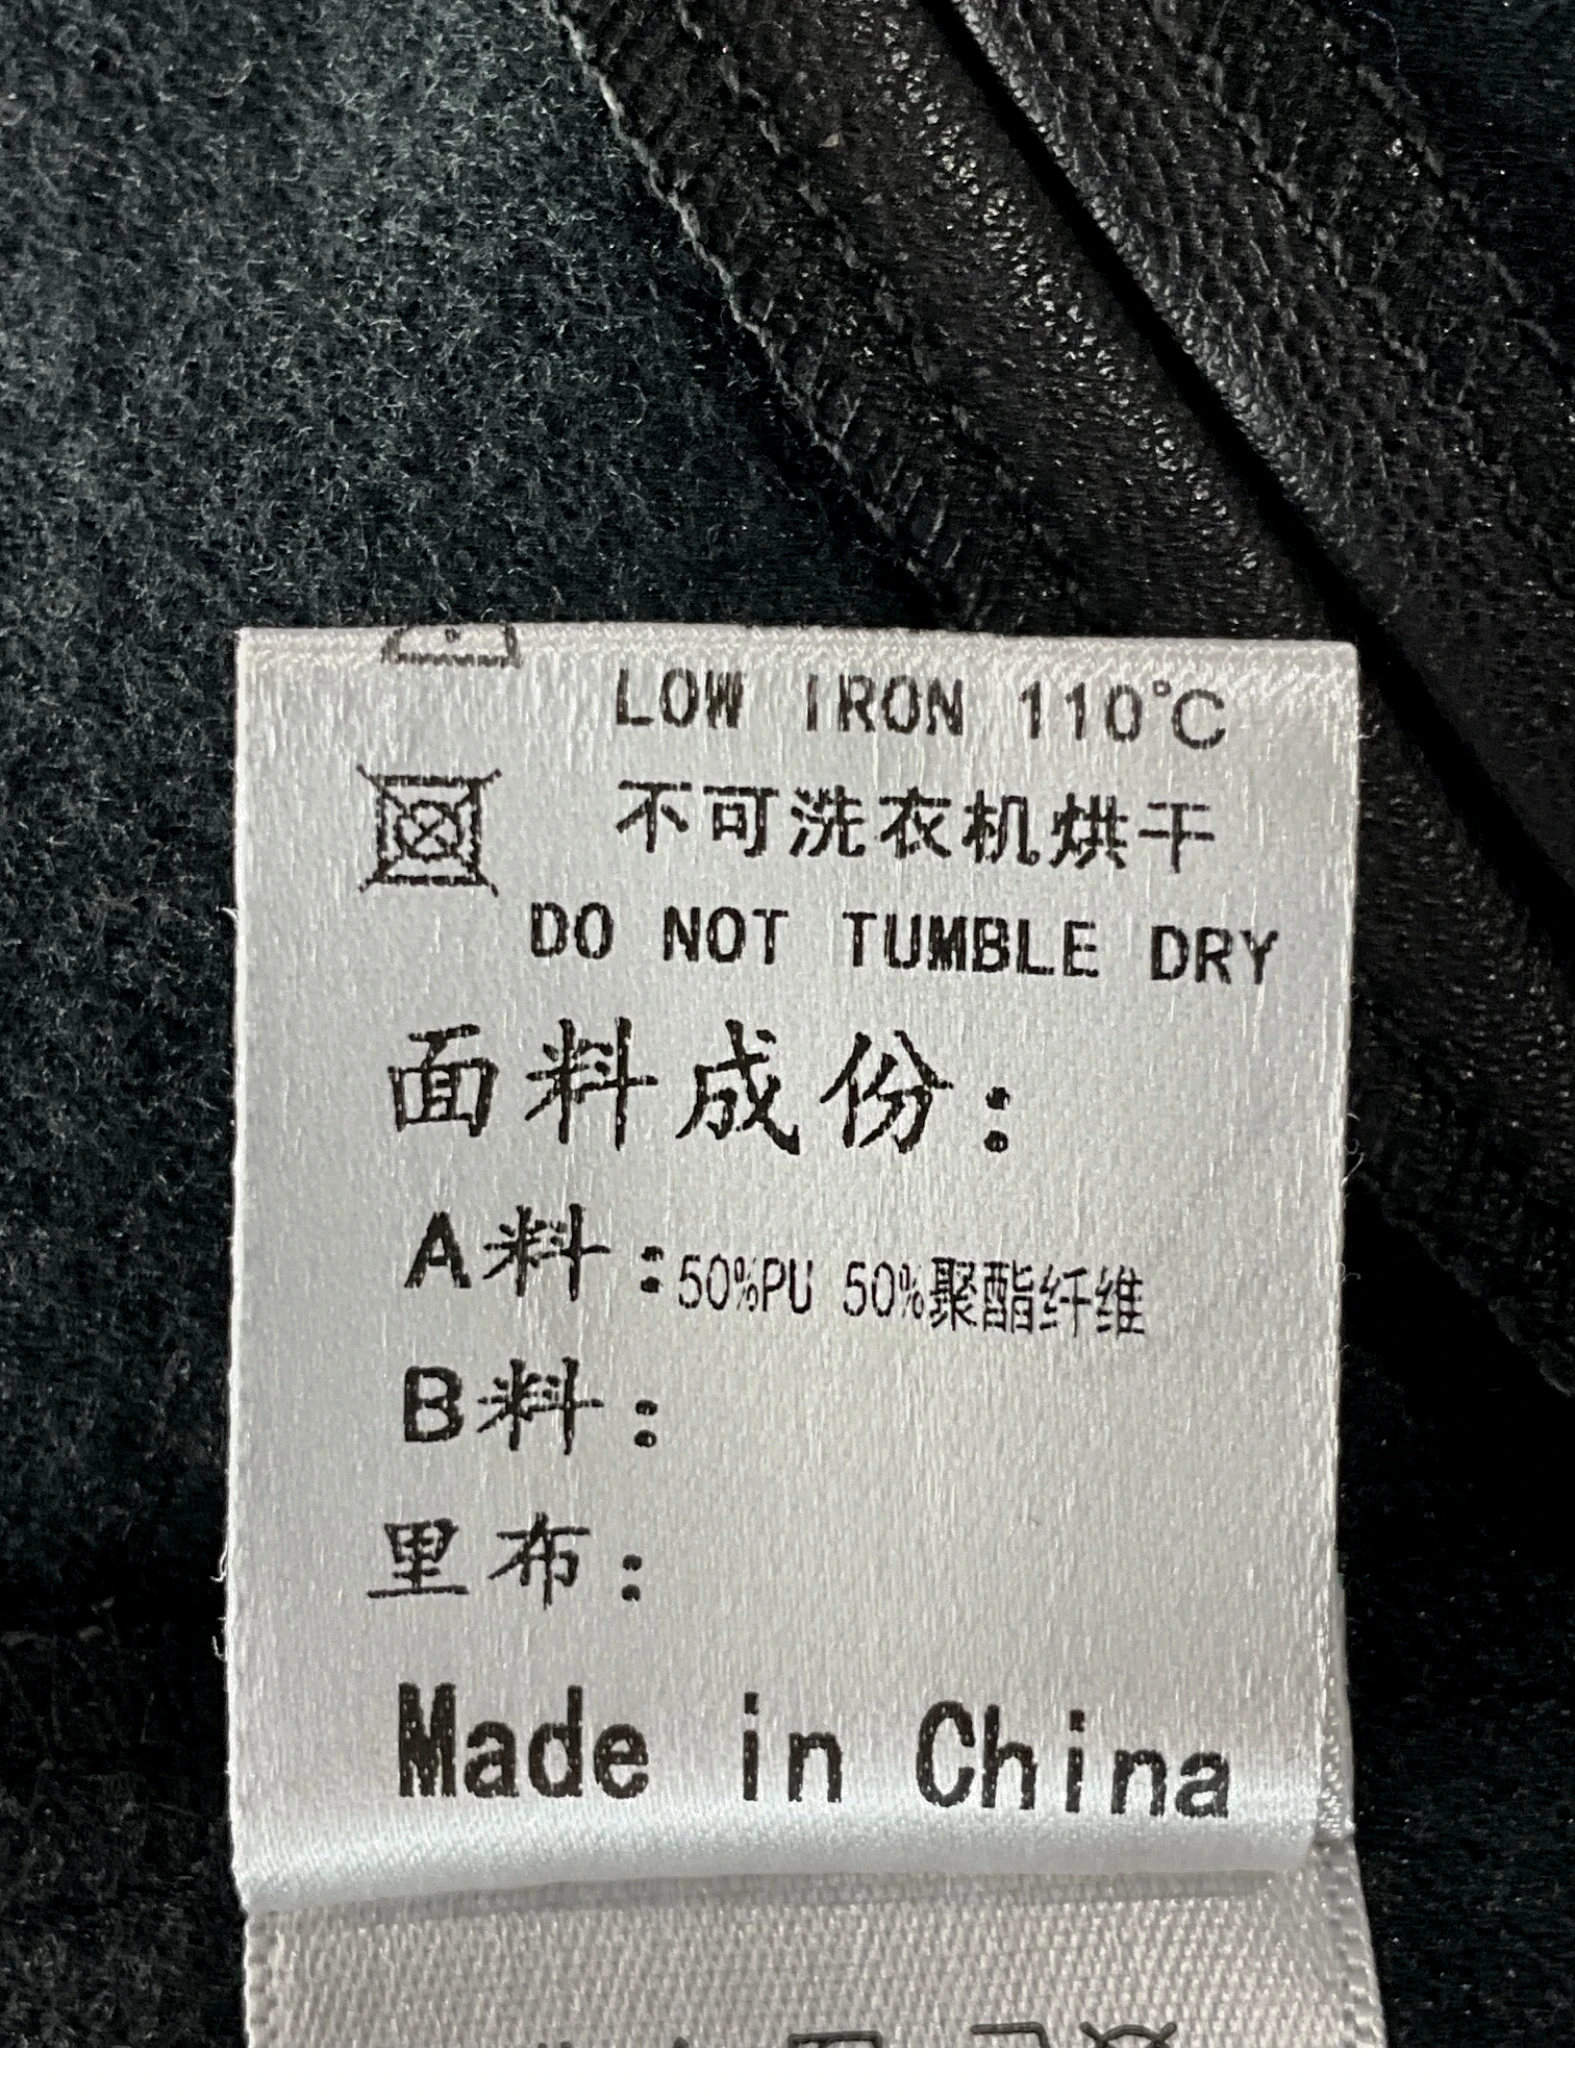 LOW IRON 110°C
不可洗衣机烘干
DO NOT TUMBLE DRY
面料成份:
A料:50%PU 50%聚酯纤维
B料:
里布:
Made in China